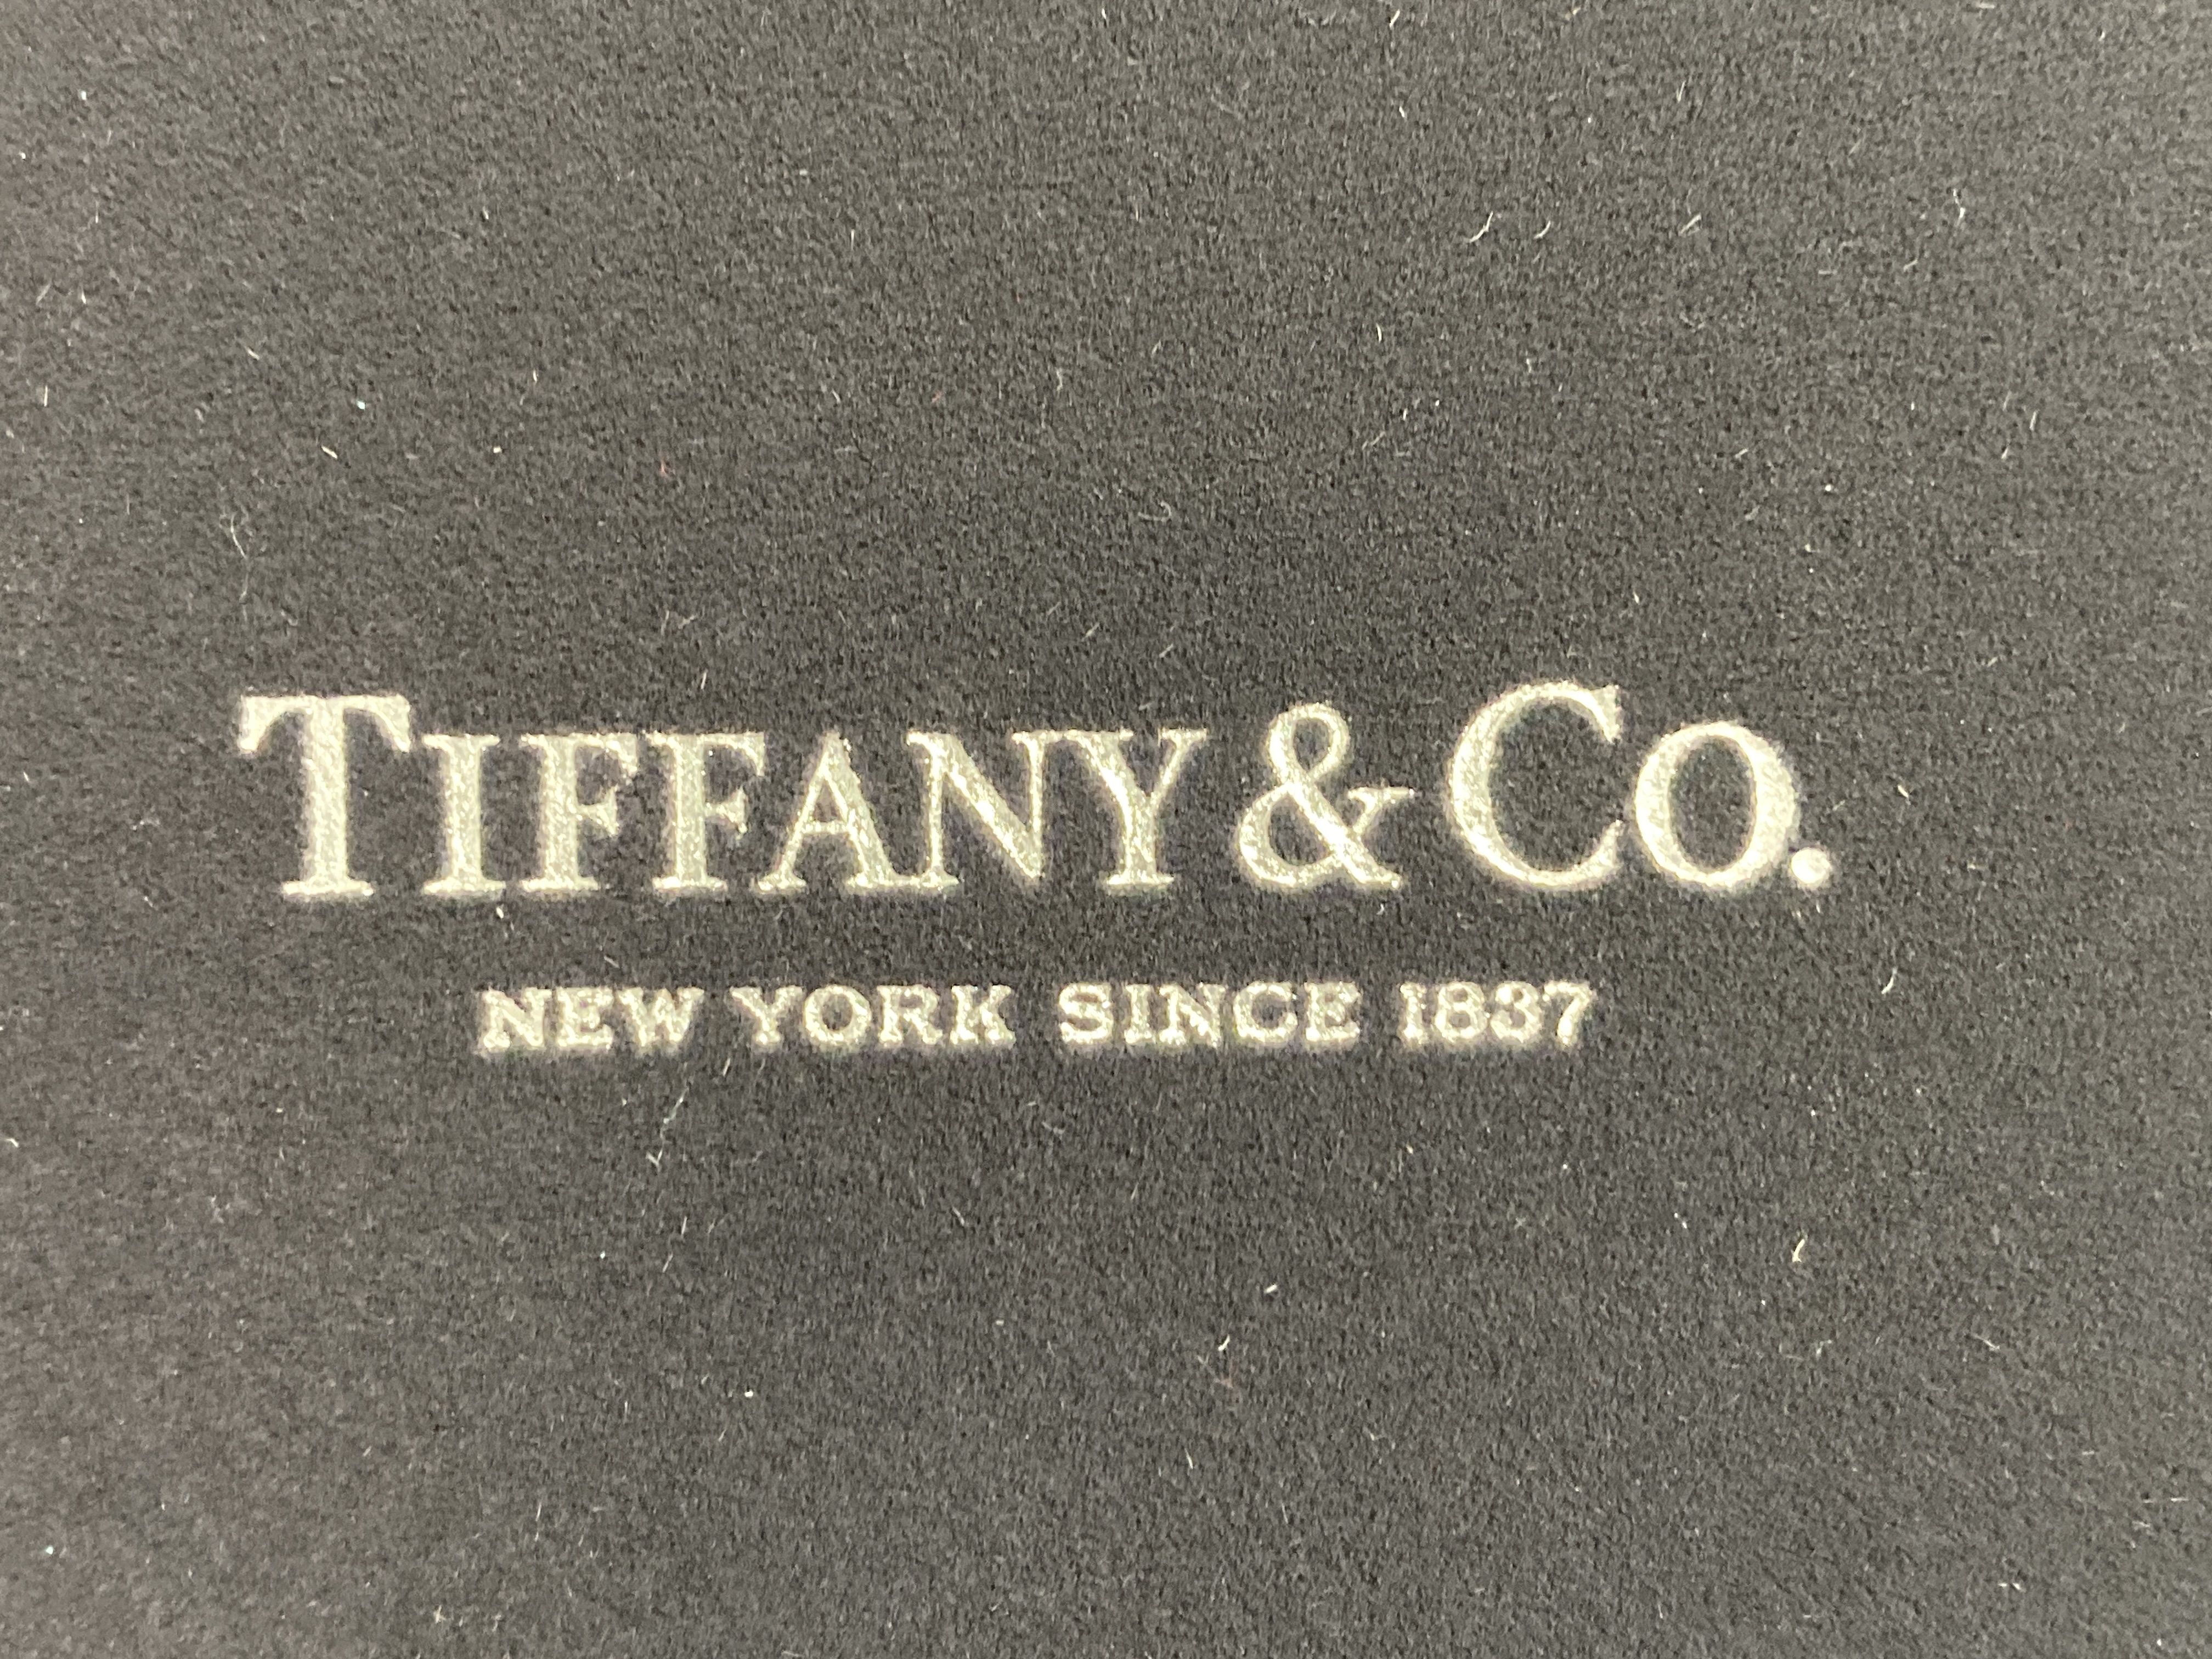 TIFFANY & CO.
NEW YORK SINCE 1837